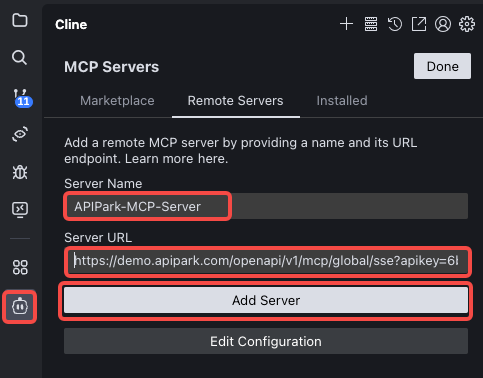 Cline
MCP Servers
Done
Marketplace
Remote Servers
Installed
Add a remote MCP server by providing a name and its URL
endpoint. Learn more here.
Server Name
APIPark-MCP-Server
Server URL
https://demo.apipark.com/openapi/v1/mcp/global/sse?apikey=6b
Add Server
Edit Configuration
11